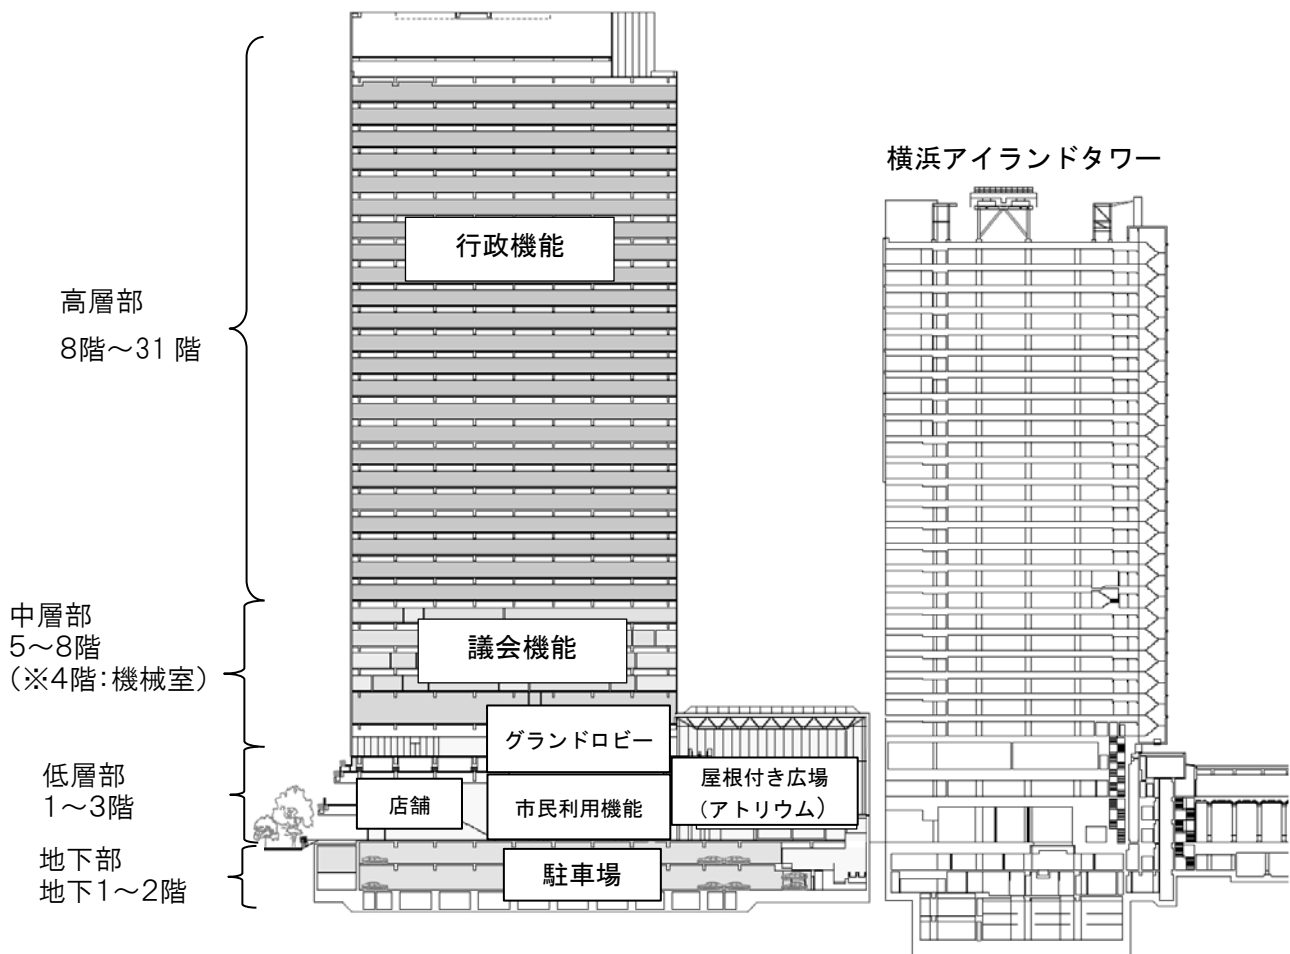 横浜アイランドタワー
行政機能
高層部
8階～31階
中層部
5～8階
(※4階:機械室)
議会機能
グランドロビー
低層部
1～3階
店舗
市民利用機能
屋根付き広場
(アトリウム)
地下部
地下1～2階
駐車場